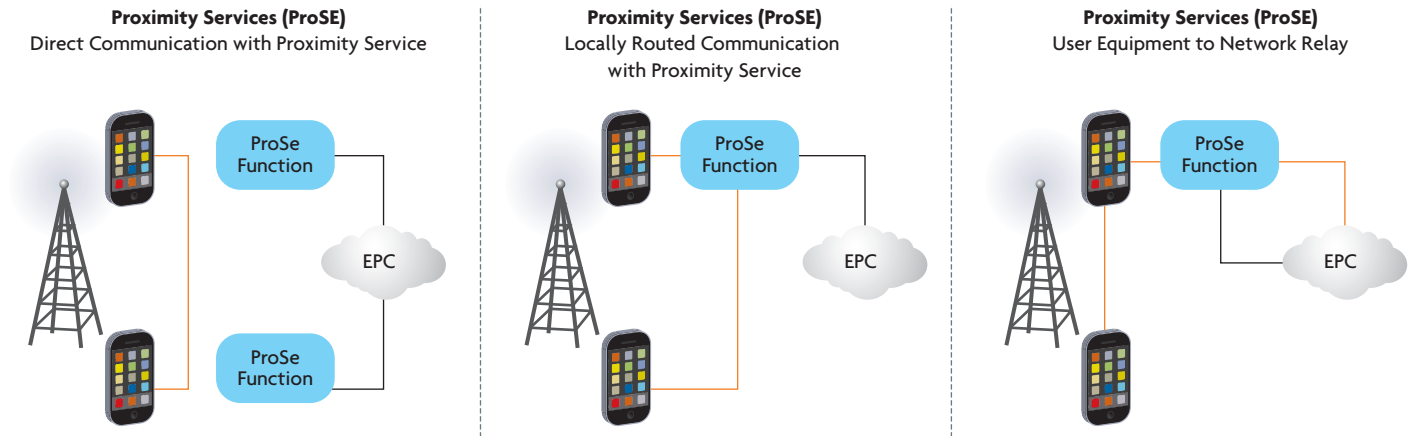 Proximity Services (ProSE)
Direct Communication with Proximity Service
ProSe
Function
EPC
ProSe
Function
Proximity Services (ProSE)
Locally Routed Communication
with Proximity Service
ProSe
Function
EPC
Proximity Services (ProSE)
User Equipment to Network Relay
ProSe
Function
EPC